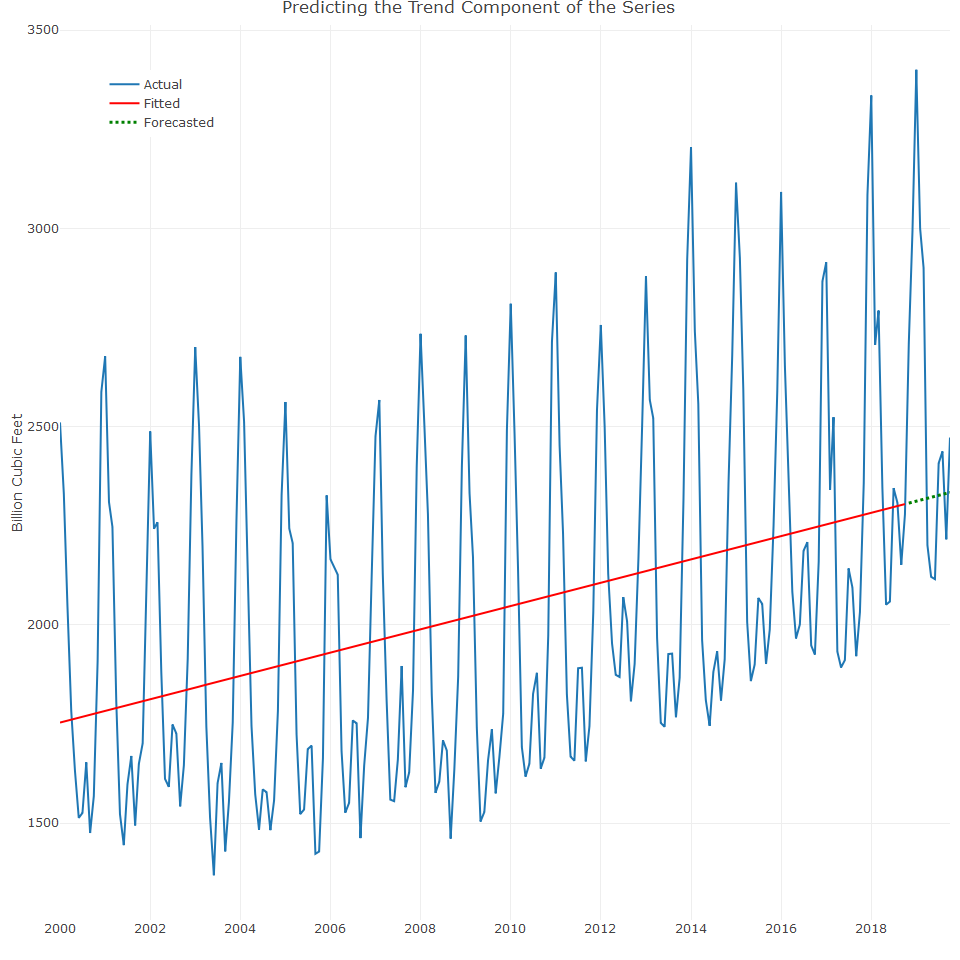 Predicting the Trend Component of the Series
3500
Actual
Fitted
Forecasted
3000
2500
Billion Cubic Feet
2000
1500
2000 2002 2004 2006 2008 2010 2012 2014 2016 2018